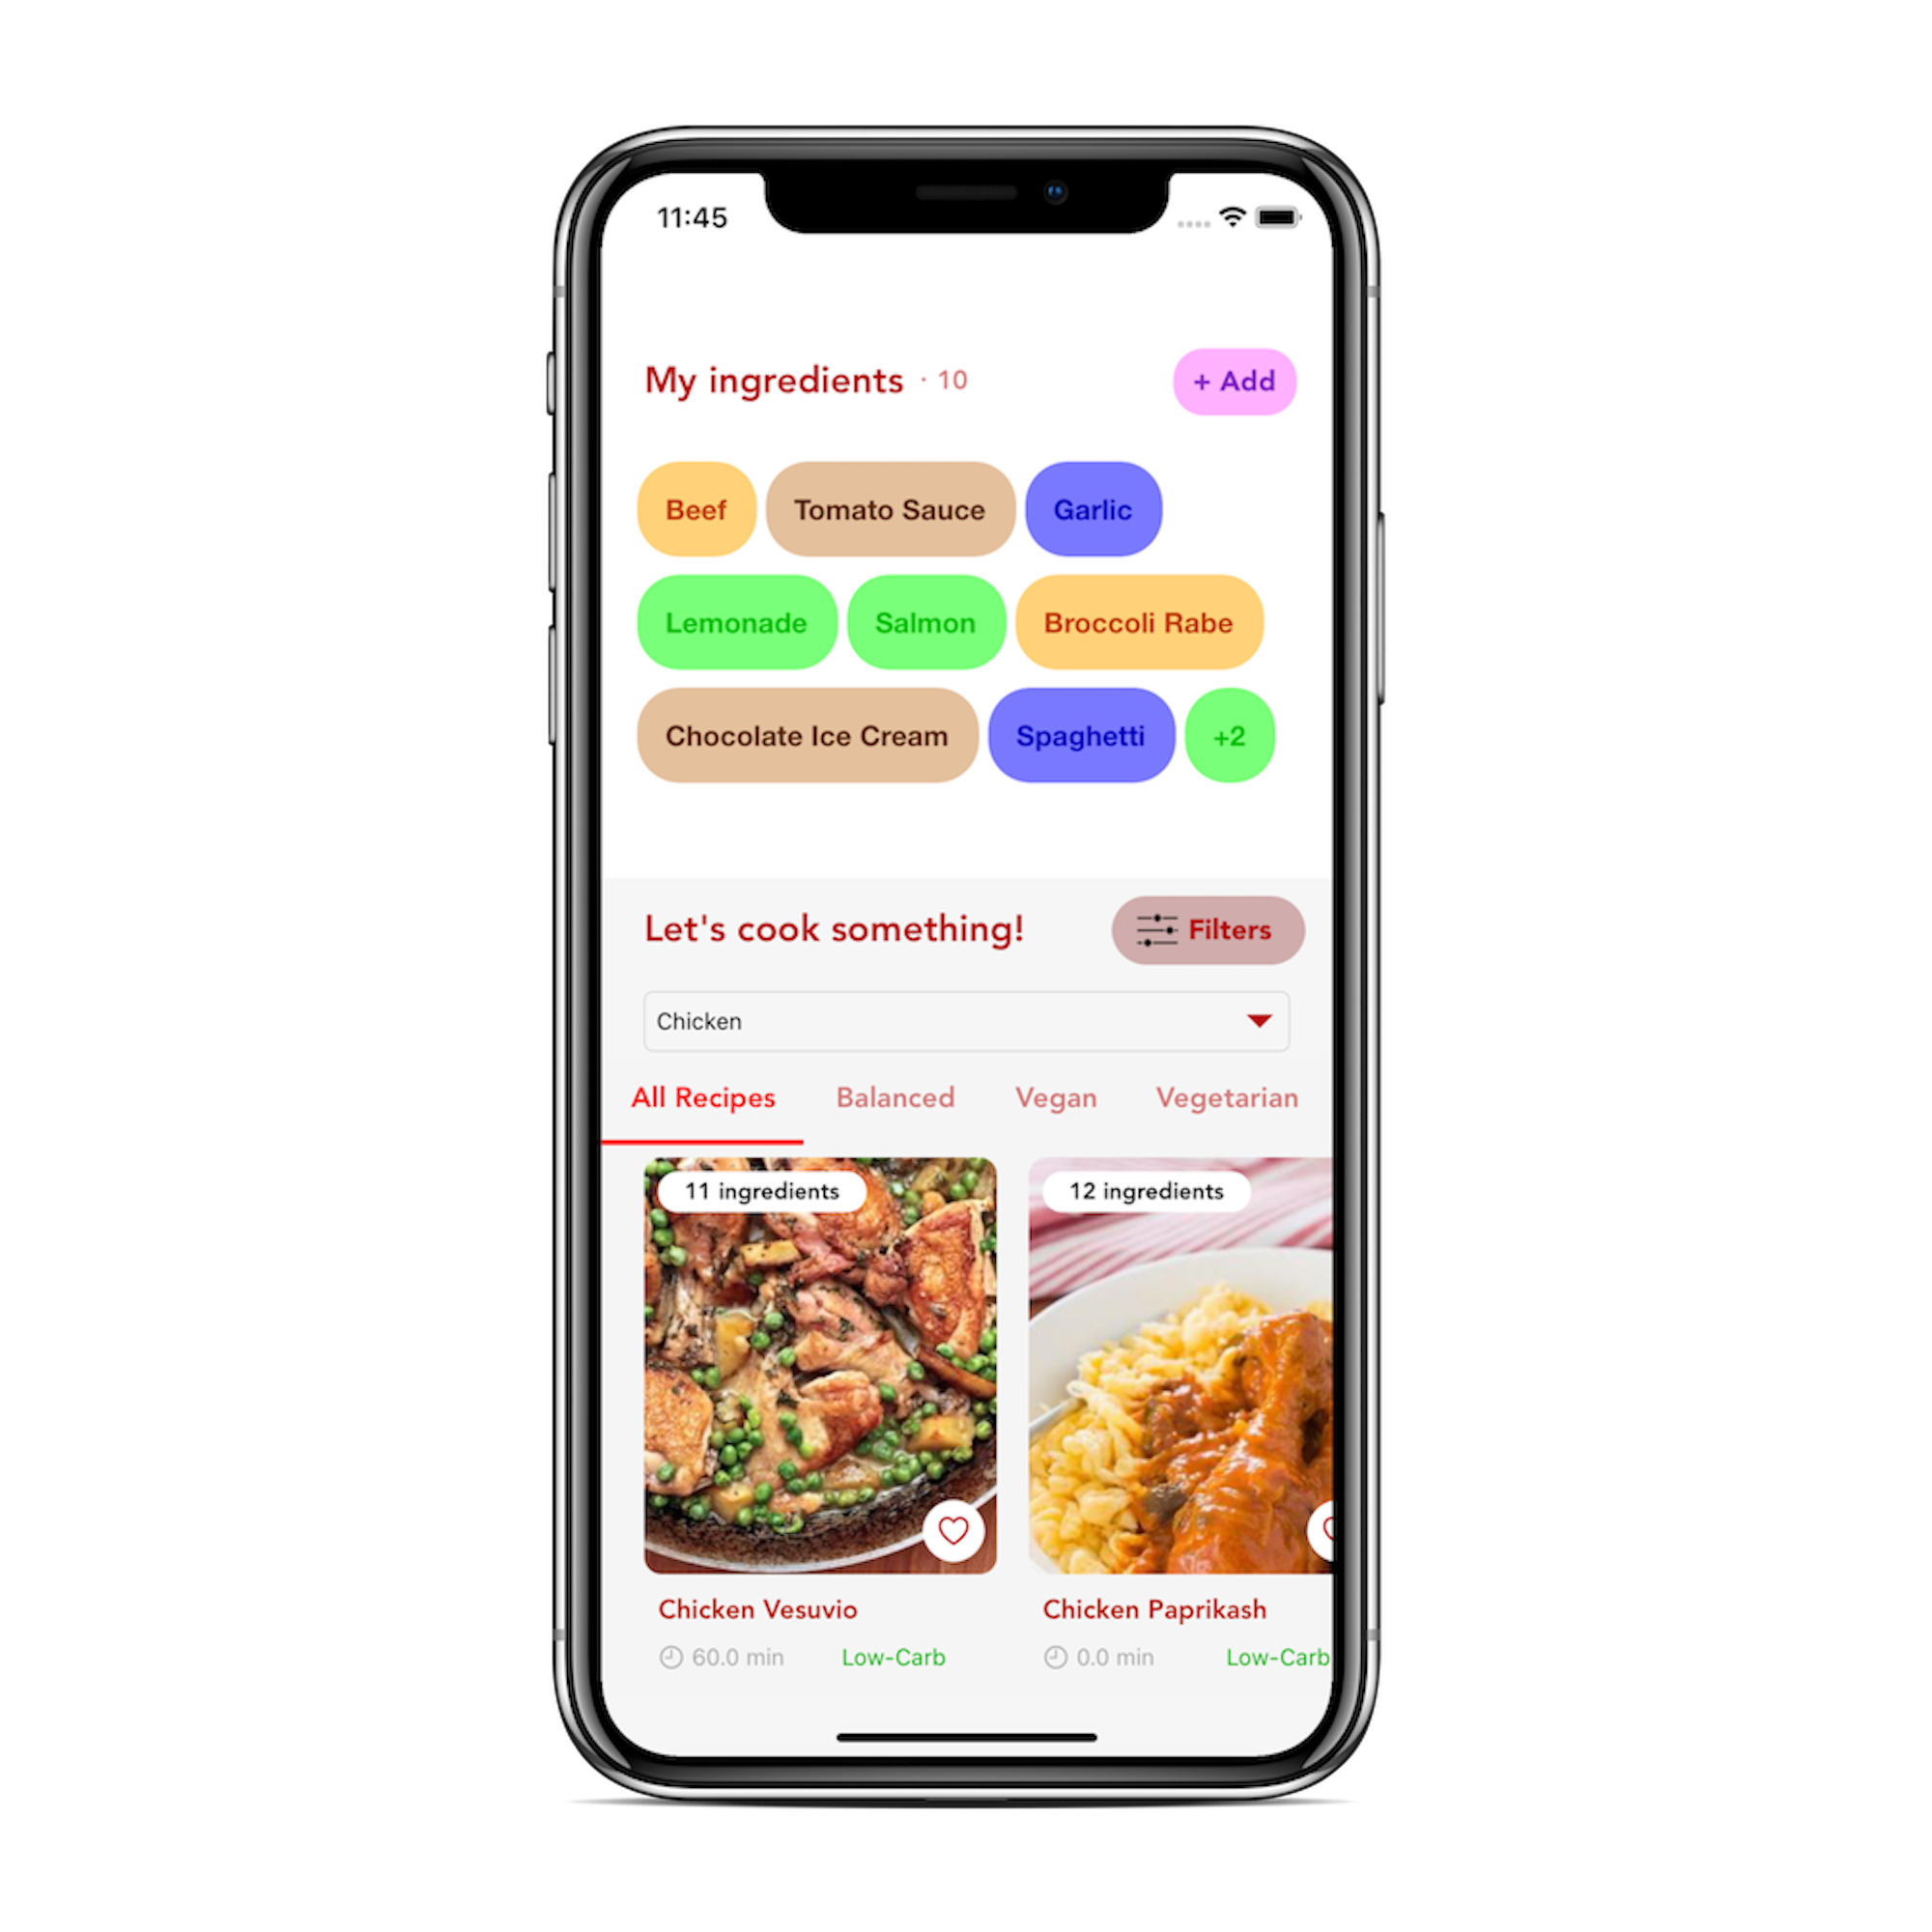 11:45
My ingredients · 10
+ Add
Beef Tomato Sauce Garlic
Lemonade Salmon Broccoli Rabe
Chocolate Ice Cream Spaghetti +2
Let's cook something! Filters
Chicken
All Recipes Balanced Vegan Vegetarian
11 ingredients 12 ingredients
Chicken Vesuvio Chicken Paprikash
60.0 min Low-Carb 0.0 min Low-Carb